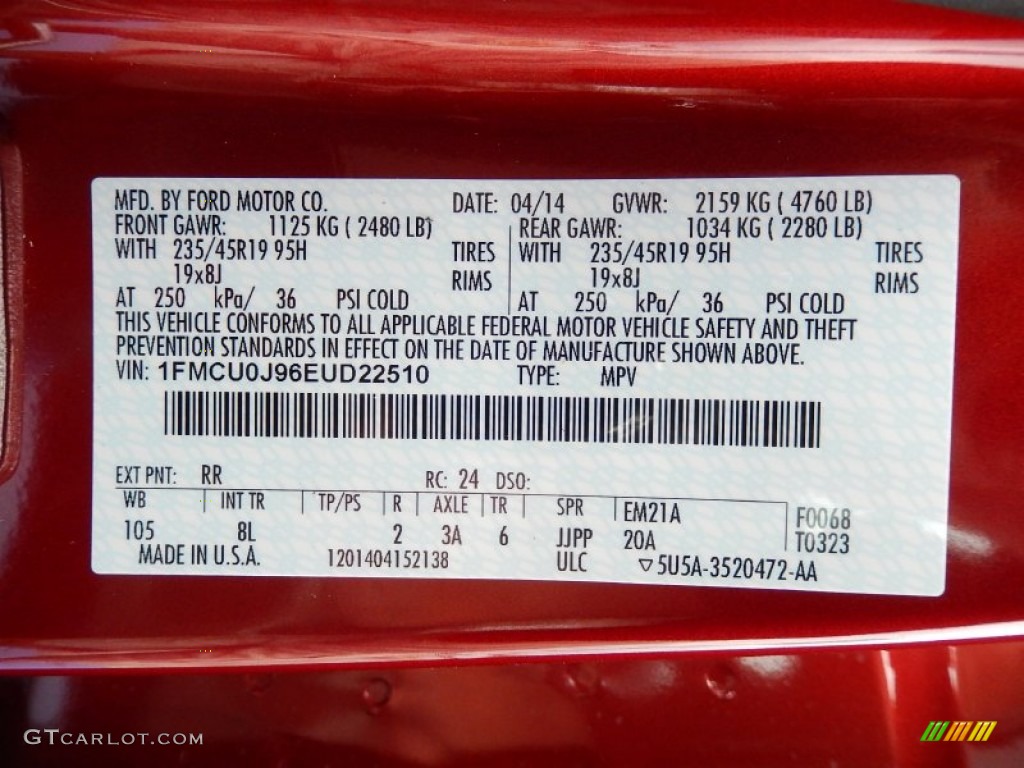 MFD. BY FORD MOTOR CO. DATE: 04/14 GVWR: 2159 KG ( 4760 LB)
FRONT GAWR: 1125 KG ( 2480 LB) REAR GAWR: 1034 KG ( 2280 LB)
WITH 235/45R19 95H TIRES WITH 235/45R19 95H TIRES
19x8J RIMS 19x8J RIMS
AT 250 kPa/ 36 PSI COLD AT 250 kPa/ 36 PSI COLD
THIS VEHICLE CONFORMS TO ALL APPLICABLE FEDERAL MOTOR VEHICLE SAFETY AND THEFT
PREVENTION STANDARDS IN EFFECT ON THE DATE OF MANUFACTURE SHOWN ABOVE.
VIN: 1FMCU0J96EUD22510 TYPE: MPV
EXT PNT: RR RC: 24 DSO:
WB INT TR TP/PS R AXLE TR SPR EM21A F0068
105 8L 2 3A 6 JJPP 20A T0323
MADE IN U.S.A. 1201404152138 ULC ▽5U5A-3520472-AA
GTCARLOT.COM